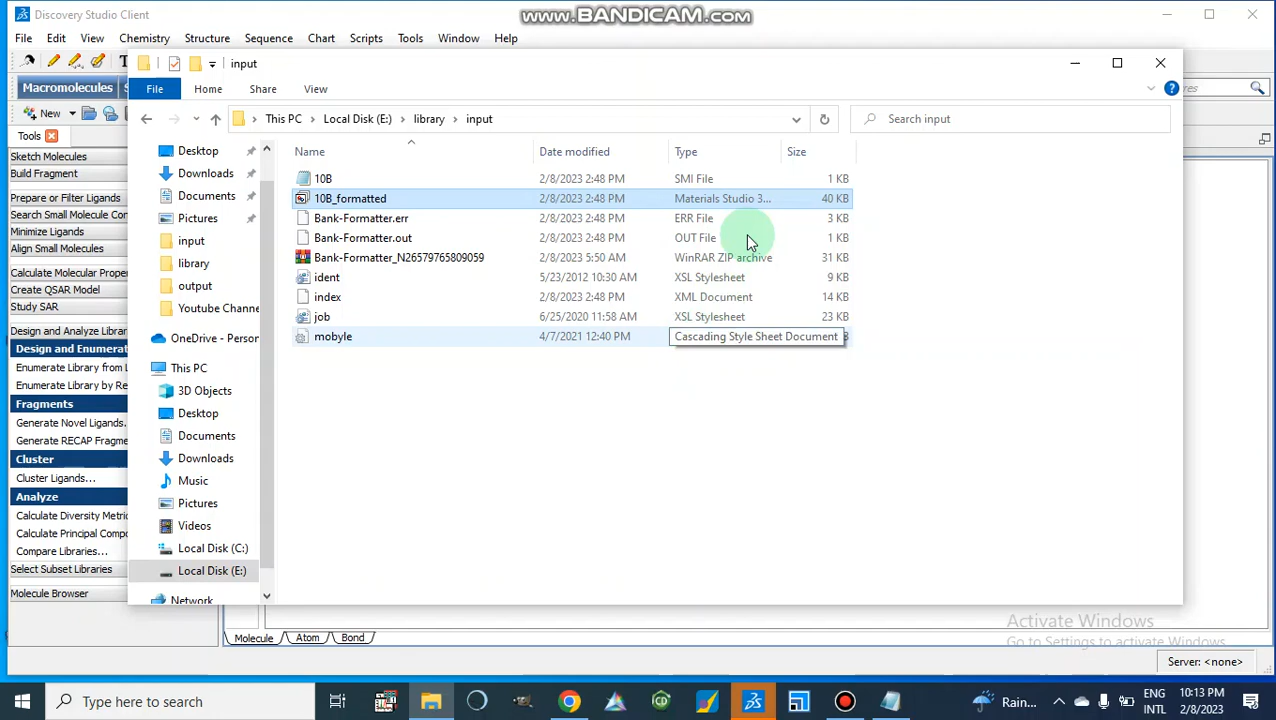 Discovery Studio Client
www.BANDICAM.com
File Edit View Chemistry Structure Sequence Chart Scripts Tools Window Help
input
Macromolecules
File Home Share View
New
This PC > Local Disk (E:) > library > input
Search input
Tools
Sketch Molecules
Build Fragment
Prepare or Filter Ligands
Search Small Molecule Con
Minimize Ligands
Align Small Molecules
Calculate Molecular Proper
Create QSAR Model
Study SAR
Design and Analyze Library
Design and Enumerat
Enumerate Library from L
Enumerate Library by Re
Fragments
Generate Novel Ligands.
Generate RECAP Fragme
Cluster
Cluster Ligands...
Analyze
Calculate Diversity Metric
Calculate Principal Compo
Compare Libraries...
Select Subset Libraries
Molecule Browser
Desktop
Downloads
Documents
Pictures
input
library
output
Youtube Channe
OneDrive - Person
This PC
3D Objects
Desktop
Documents
Downloads
Music
Pictures
Videos
Local Disk (C:)
Local Disk (E:)
Network
Name Date modified Type Size
10B 2/8/2023 2:48 PM SMI File 1 KB
10B_formatted 2/8/2023 2:48 PM Materials Studio 3... 40 KB
Bank-Formatter.err 2/8/2023 2:48 PM ERR File 3 KB
Bank-Formatter.out 2/8/2023 2:48 PM OUT File 1 KB
Bank-Formatter_N26579765809059 2/8/2023 5:50 AM WinRAR ZIP archive 31 KB
ident 5/23/2012 10:30 AM XSL Stylesheet 9 KB
index 2/8/2023 2:48 PM XML Document 14 KB
job 6/25/2020 11:58 AM XSL Stylesheet 23 KB
mobyle 4/7/2021 12:40 PM Cascading Style Sheet Document
Activate Windows
Go to Settings to activate Windows.
Molecule Atom Bond
Server: <none>
Type here to search
Rain...
ENG
INTL
10:13 PM
2/8/2023